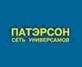 ПАТЭРСОН
СЕТЬ УНИВЕРСАМОВ